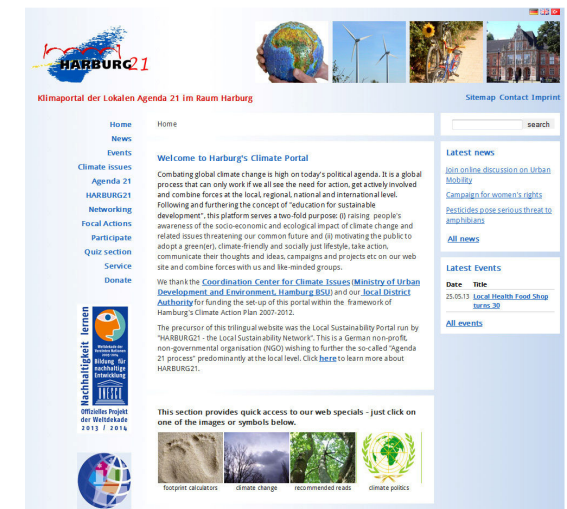 HARBURG21
Klimaportal der Lokalen Agenda 21 im Raum Harburg
Sitemap Contact Imprint
Home
News
Events
Climate issues
Agenda 21
HARBURG21
Networking
Focal Actions
Participate
Quiz section
Service
Donate
Nachhaltigkeit lernen
Weltdekade der
Vereinten Nationen
2005-2014
Bildung für
nachhaltige
Entwicklung
UNESCO
Offizielles Projekt
der Weltdekade
2013 / 2014
Home
Welcome to Harburg's Climate Portal
Combating global climate change is high on today's political agenda. It is a global
process that can only work if we all see the need for action, get actively involved
and combine forces at the local, regional, national and international level.
Following and furthering the concept of "education for sustainable
development", this platform serves a two-fold purpose: (i) raising people's
awareness of the socio-economic and ecological impact of climate change and
related issues threatening our common future and (ii) motivating the public to
adopt a green(er), climate-friendly and socially just lifestyle, take action,
communicate their thoughts and ideas, campaigns and projects etc on our web
site and combine forces with us and like-minded groups.
We thank the Coordination Center for Climate Issues (Ministry of Urban
Development and Environment, Hamburg BSU) and our local District
Authority for funding the set-up of this portal within the framework of
Hamburg's Climate Action Plan 2007-2012.
The precursor of this trilingual website was the Local Sustainability Portal run by
"HARBURG21 - the Local Sustainability Network". This is a German non-profit,
non-governmental organisation (NGO) wishing to further the so-called "Agenda
21 process" predominantly at the local level. Click here to learn more about
HARBURG21.
This section provides quick access to our web specials - just click on
one of the images or symbols below.
footprint calculators climate change recommended reads climate politics
search
Latest news
Join online discussion on Urban
Mobility
Campaign for women's rights
Pesticides pose serious threat to
amphibians
All news
Latest Events
Date Title
25.05.13 Local Health Food Shop
turns 30
All events